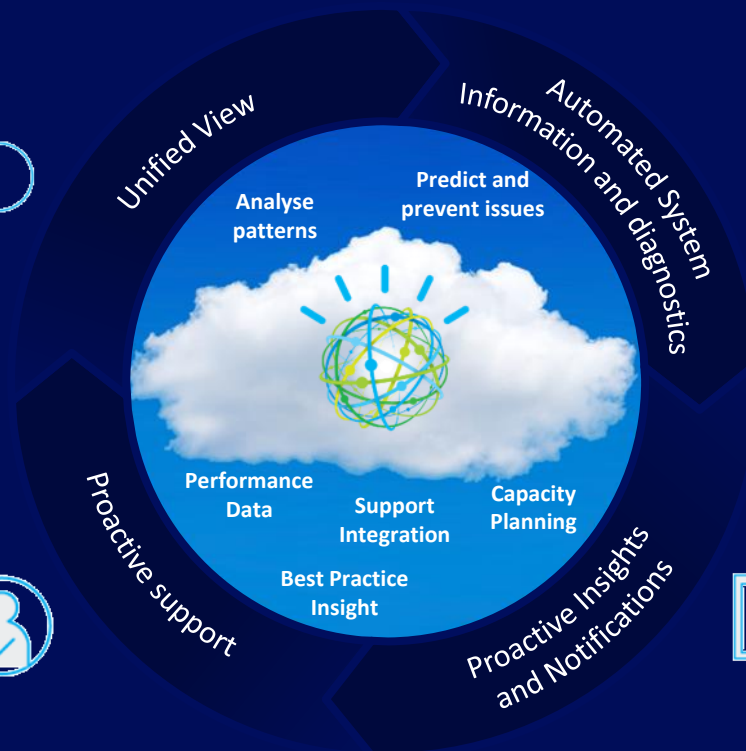 Unified View
Automated System
Information and diagnostics
Analyse
patterns
Predict and
prevent issues
Performance
Data
Support
Integration
Capacity
Planning
Best Practice
Insight
Proactive support
Proactive Insights
and Notifications